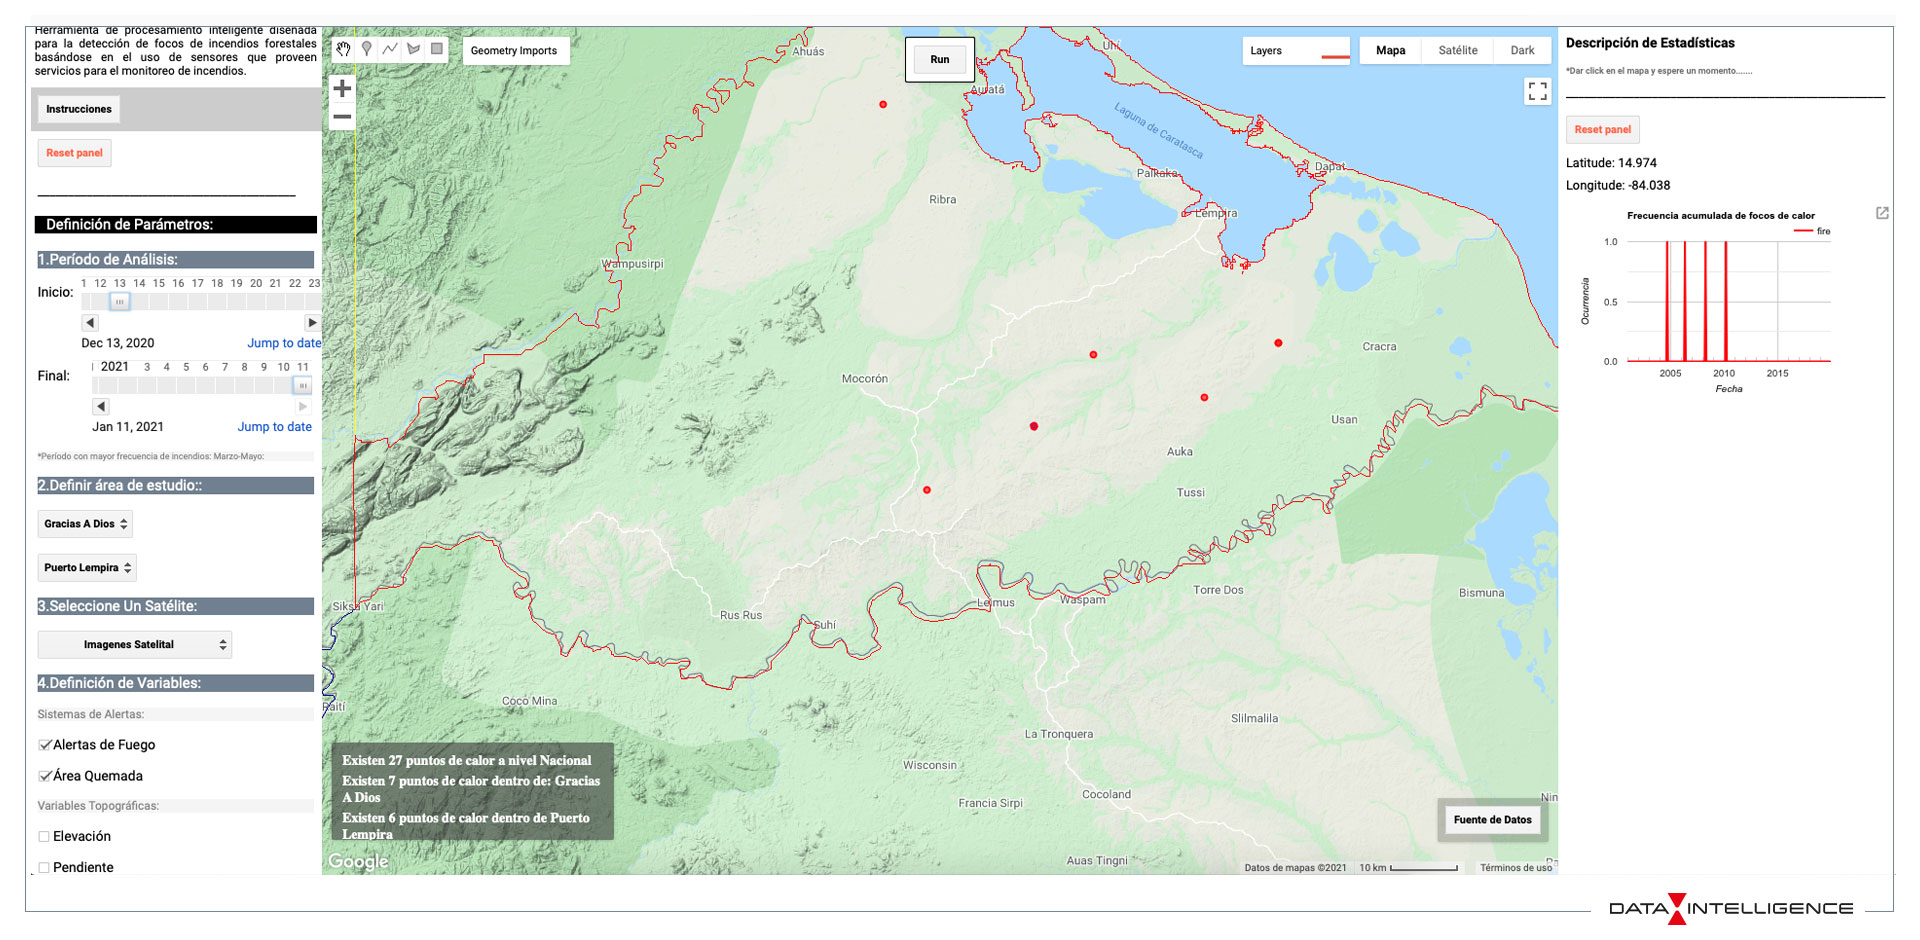 Herramienta de procesamiento inteligente diseñada
para la detección de focos de incendios forestales
basándose en el uso de sensores que proveen
servicios para el monitoreo de incendios.
Instrucciones
Reset panel
Definición de Parámetros:
1.Período de Análisis:
Inicio:
1 12 13 14 15 16 17 18 19 20 21 22 23
Dec 13, 2020
Jump to date
Final:
2021 3 4 5 6 7 8 9 10 11
Jan 11, 2021
Jump to date
*Período con mayor frecuencia de incendios: Marzo-Mayo:
2.Definir área de estudio::
Gracias A Dios
Puerto Lempira
3.Seleccione Un Satélite:
Imagenes Satelital
4.Definición de Variables:
Sistemas de Alertas:
Alertas de Fuego
Área Quemada
Variables Topográficas:
Elevación
Pendiente
Geometry Imports
Run
Layers
Mapa
Satélite
Dark
Ahuás
Uhí
Auratá
Laguna de Caratasca
Palkaka
Dapat
Ribra
Lempira
Wampusirpi
Cracra
Mocorón
Usan
Auka
Tussi
Siksa Yari
Rus Rus
Suhí
Leimus
Waspam
Torre Dos
Bismuna
Raití
Coco Mina
Slilmalila
La Tronquera
Wisconsin
Cocoland
Francia Sirpi
Nin
Auas Tingni
Existen 27 puntos de calor a nivel Nacional
Existen 7 puntos de calor dentro de: Gracias
A Dios
Existen 6 puntos de calor dentro de Puerto
Lempira
Google
Fuente de Datos
Datos de mapas ©2021
10 km
Términos de uso
Descripción de Estadísticas
*Dar click en el mapa y espere un momento.......
Reset panel
Latitude: 14.974
Longitude: -84.038
Frecuencia acumulada de focos de calor
fire
1.0
0.5
0.0
Ocurrencia
2005 2010 2015
Fecha
DATA INTELLIGENCE